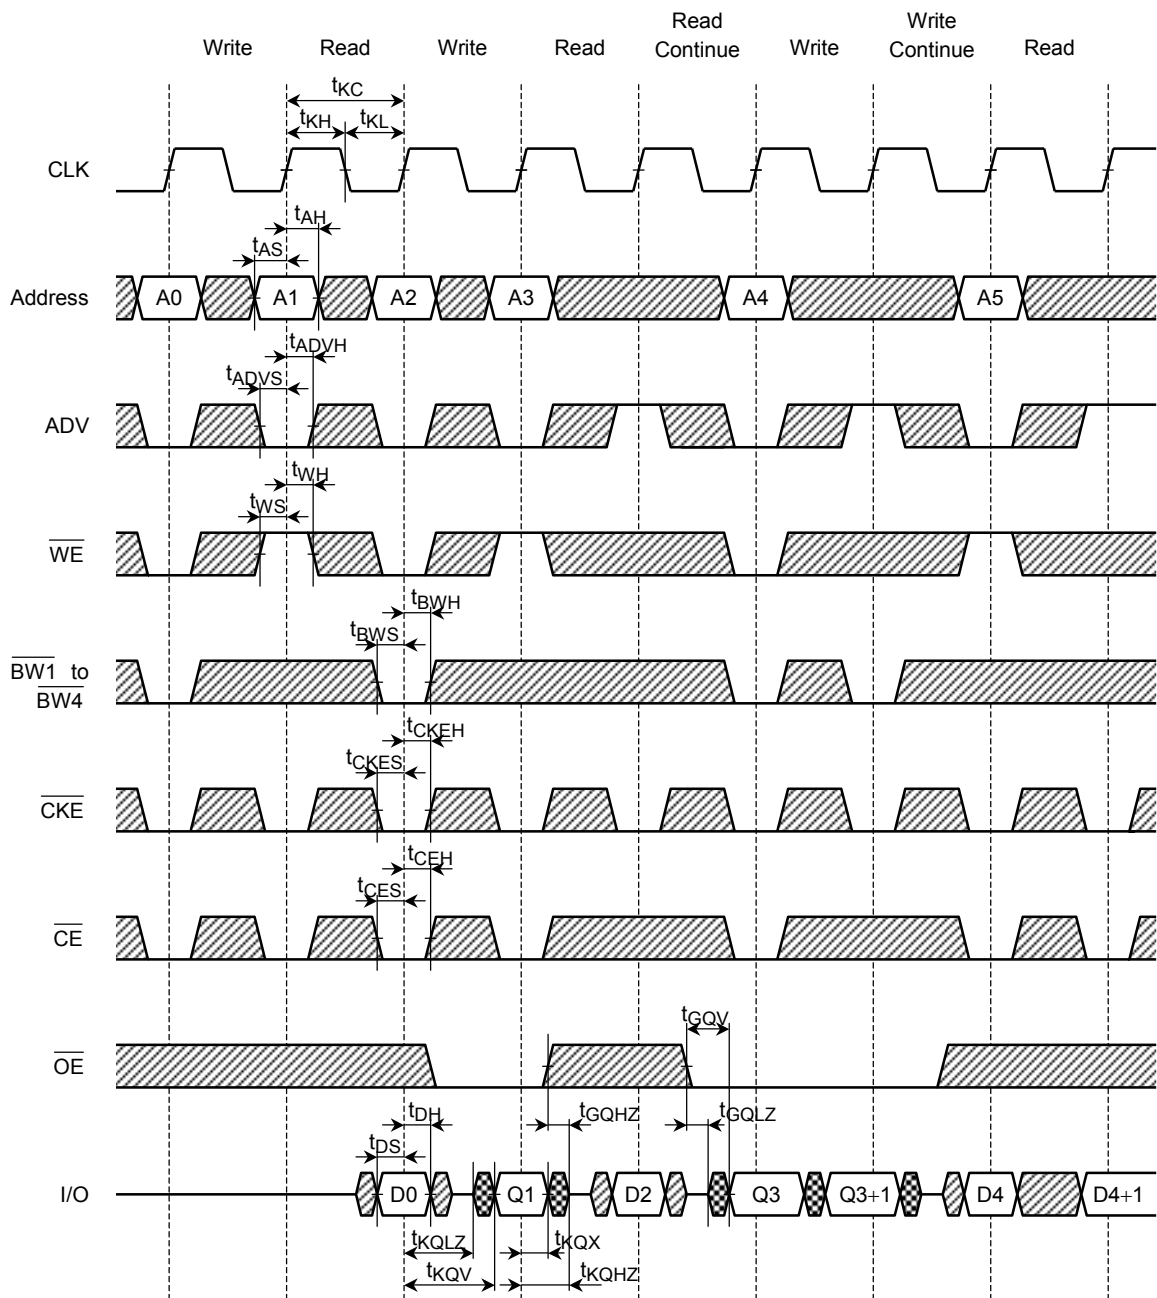 Write Read Write Read Read Continue Write Write Continue Read
tKC
tKH tKL
CLK
tAH
tAS
Address A0 A1 A2 A3 A4 A5
tADVH
tADVS
ADV
tWH
tWS
WE
tBWH
tBWS
BW1 to
BW4
tCKEH
tCKES
CKE
tCEH
tCES
CE
tGQV
OE
tDH tGQHZ tGQLZ
tDS
I/O D0 Q1 D2 Q3 Q3+1 D4 D4+1
tKQLZ tKQX
tKQV tKQHZ